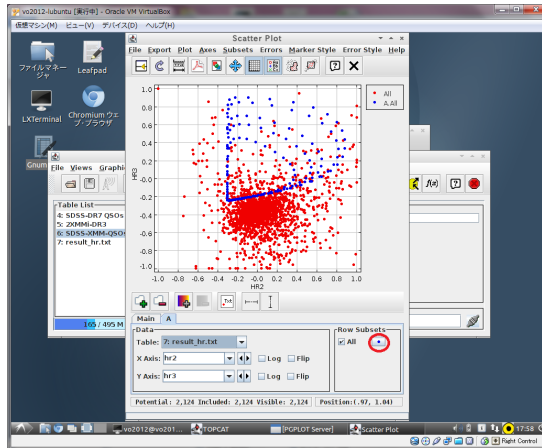 vo2012-lubuntu [実行中] - Oracle VM VirtualBox
仮想マシン(M) ビュー(V) デバイス(D) ヘルプ(H)
Scatter Plot
File Export Plot Axes Subsets Errors Marker Style Error Style Help
ファイルマネー
ジャ
Leafpad
LXTerminal
Chromium ウェ
ブ・ブラウザ
Gnum
1.0
0.8
0.6
0.4
0.2
0.0
-0.2
-0.4
-0.6
-0.8
-1.0
HR3
-1.0 -0.8 -0.6 -0.4 -0.2 -0.0 0.2 0.4 0.6 0.8 1.0
HR2
All
A.All
File Views Graphi
f(x)
Table List
4: SDSS-DR7 QSOs
5: 2XMMi-DR3
6: SDSS-XMM-QSOs
7: result_hr.txt
165 / 495 M
Txt
Main A
Data
Table: 7: result_hr.txt
X Axis: hr2 Log Flip
Y Axis: hr3 Log Flip
Row Subsets
All
Potential: 2,124 Included: 2,124 Visible: 2,124 Position:(.97, 1.04)
vo2012@vo201... TOPCAT [PGPLOT Server] Scatter Plot 17:58
Right Control